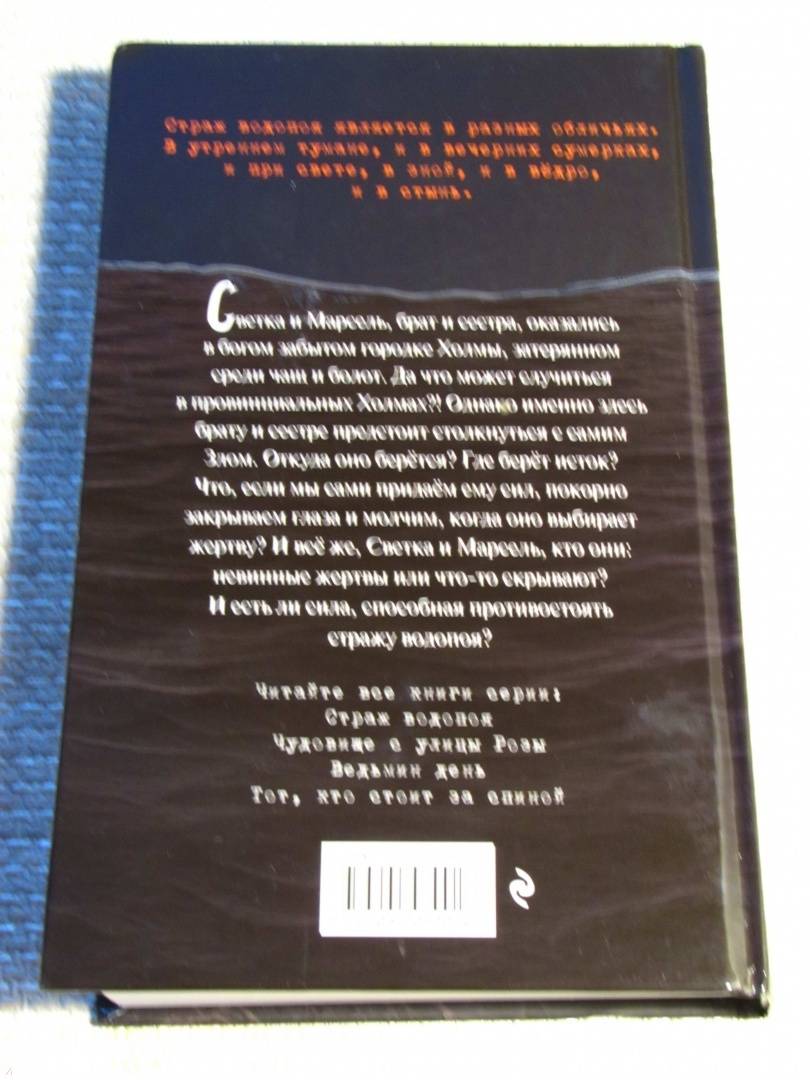 Страж водопоя является в разных обличьях.
В утреннем тумане, и в вечерних сумерках,
и при свете, в зной, и в вёдро,
и в стынь.
Светка и Марсель, брат и сестра, оказались
в богом забытом городке Холмы, затерянном
среди чащ и болот. Да что может случиться
в провинциальных Холмах?! Однако именно здесь
брату и сестре предстоит столкнуться с самим
Злом. Откуда оно берётся? Где берёт исток?
Что, если мы сами придаём ему сил, покорно
закрываем глаза и молчим, когда оно выбирает
жертву? И всё же, Светка и Марсель, кто они:
невинные жертвы или что-то скрывают?
И есть ли сила, способная противостоять
стражу водопоя?
Читайте все книги серии:
Страж водопоя
Чудовище с улицы Розы
Ведьмин день
Тот, кто стоит за спиной